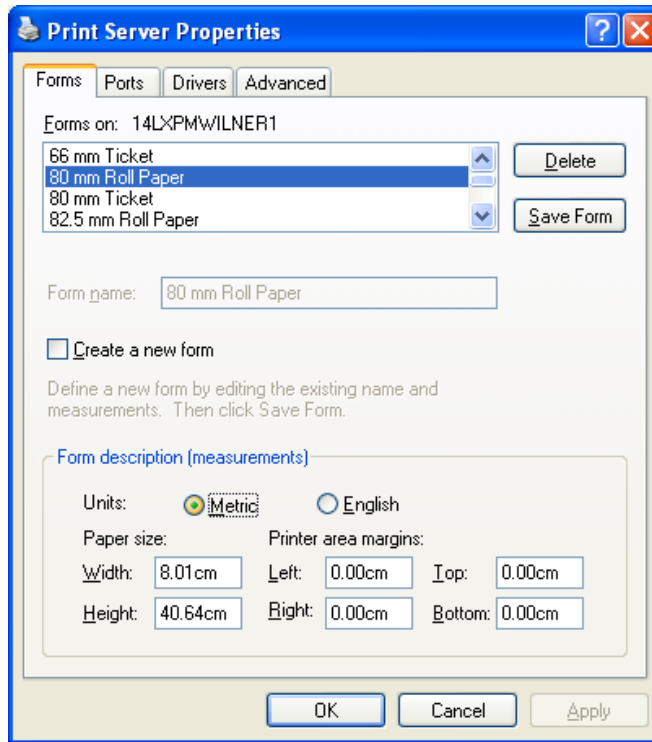 Print Server Properties
Forms Ports Drivers Advanced
Forms on: 14LXPMWILNER1
66 mm Ticket
80 mm Roll Paper
80 mm Ticket
82.5 mm Roll Paper
Delete
Save Form
Form name: 80 mm Roll Paper
Create a new form
Define a new form by editing the existing name and
measurements. Then click Save Form.
Form description (measurements)
Units: Metric English
Paper size: Printer area margins:
Width: 8.01cm Left: 0.00cm Top: 0.00cm
Height: 40.64cm Right: 0.00cm Bottom: 0.00cm
OK Cancel Apply